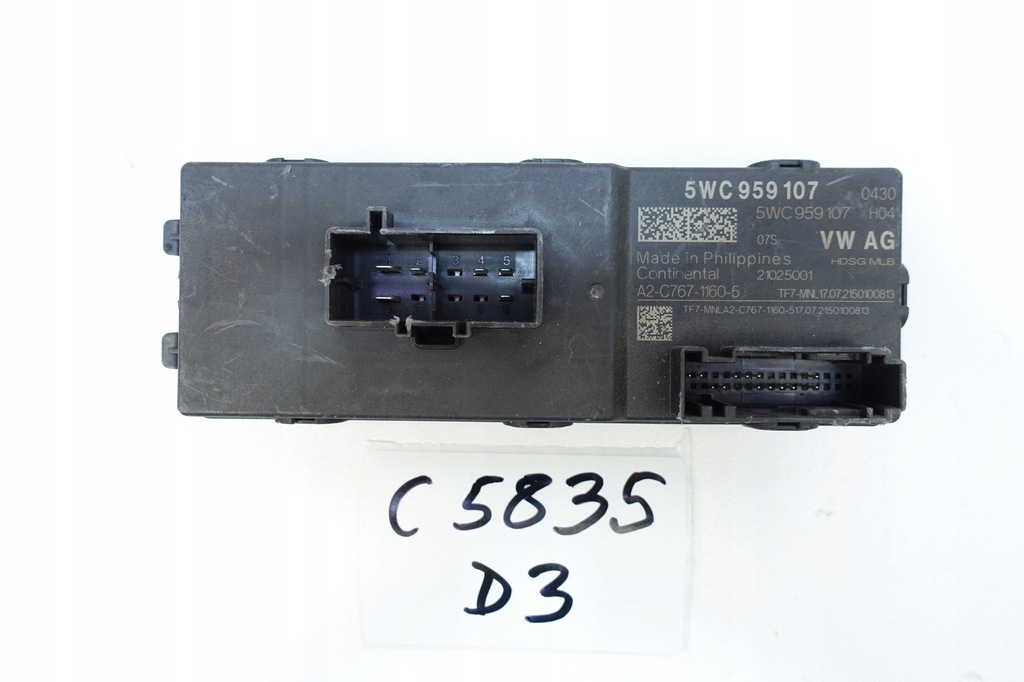 5WC 959 107 0430
5WC 959 107 H04
07S VW AG
Made in Philippines HDSG MLB
Continental 21025001
A2-C767-1160-5 TF7-MNL17.07.2150100813
TF7-MNLA2-C767-1160-517.07.2150100813
1 2 3 4 5
C5835
D3